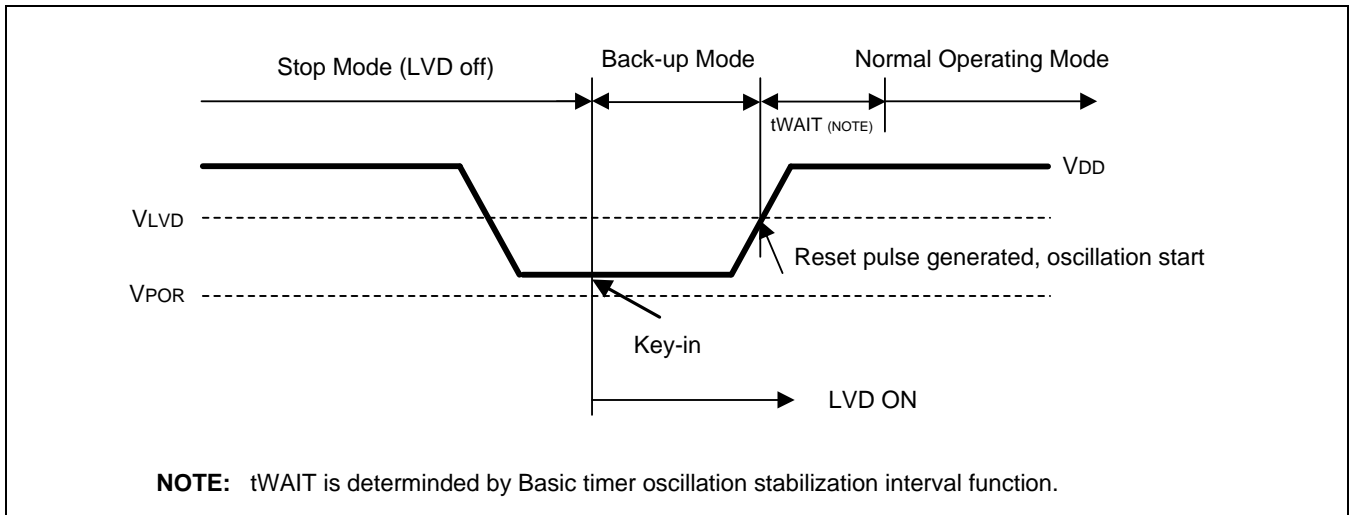 Stop Mode (LVD off)
Back-up Mode
Normal Operating Mode
tWAIT (NOTE)
VDD
VLVD
Reset pulse generated, oscillation start
VPOR
Key-in
LVD ON
NOTE: tWAIT is determinded by Basic timer oscillation stabilization interval function.